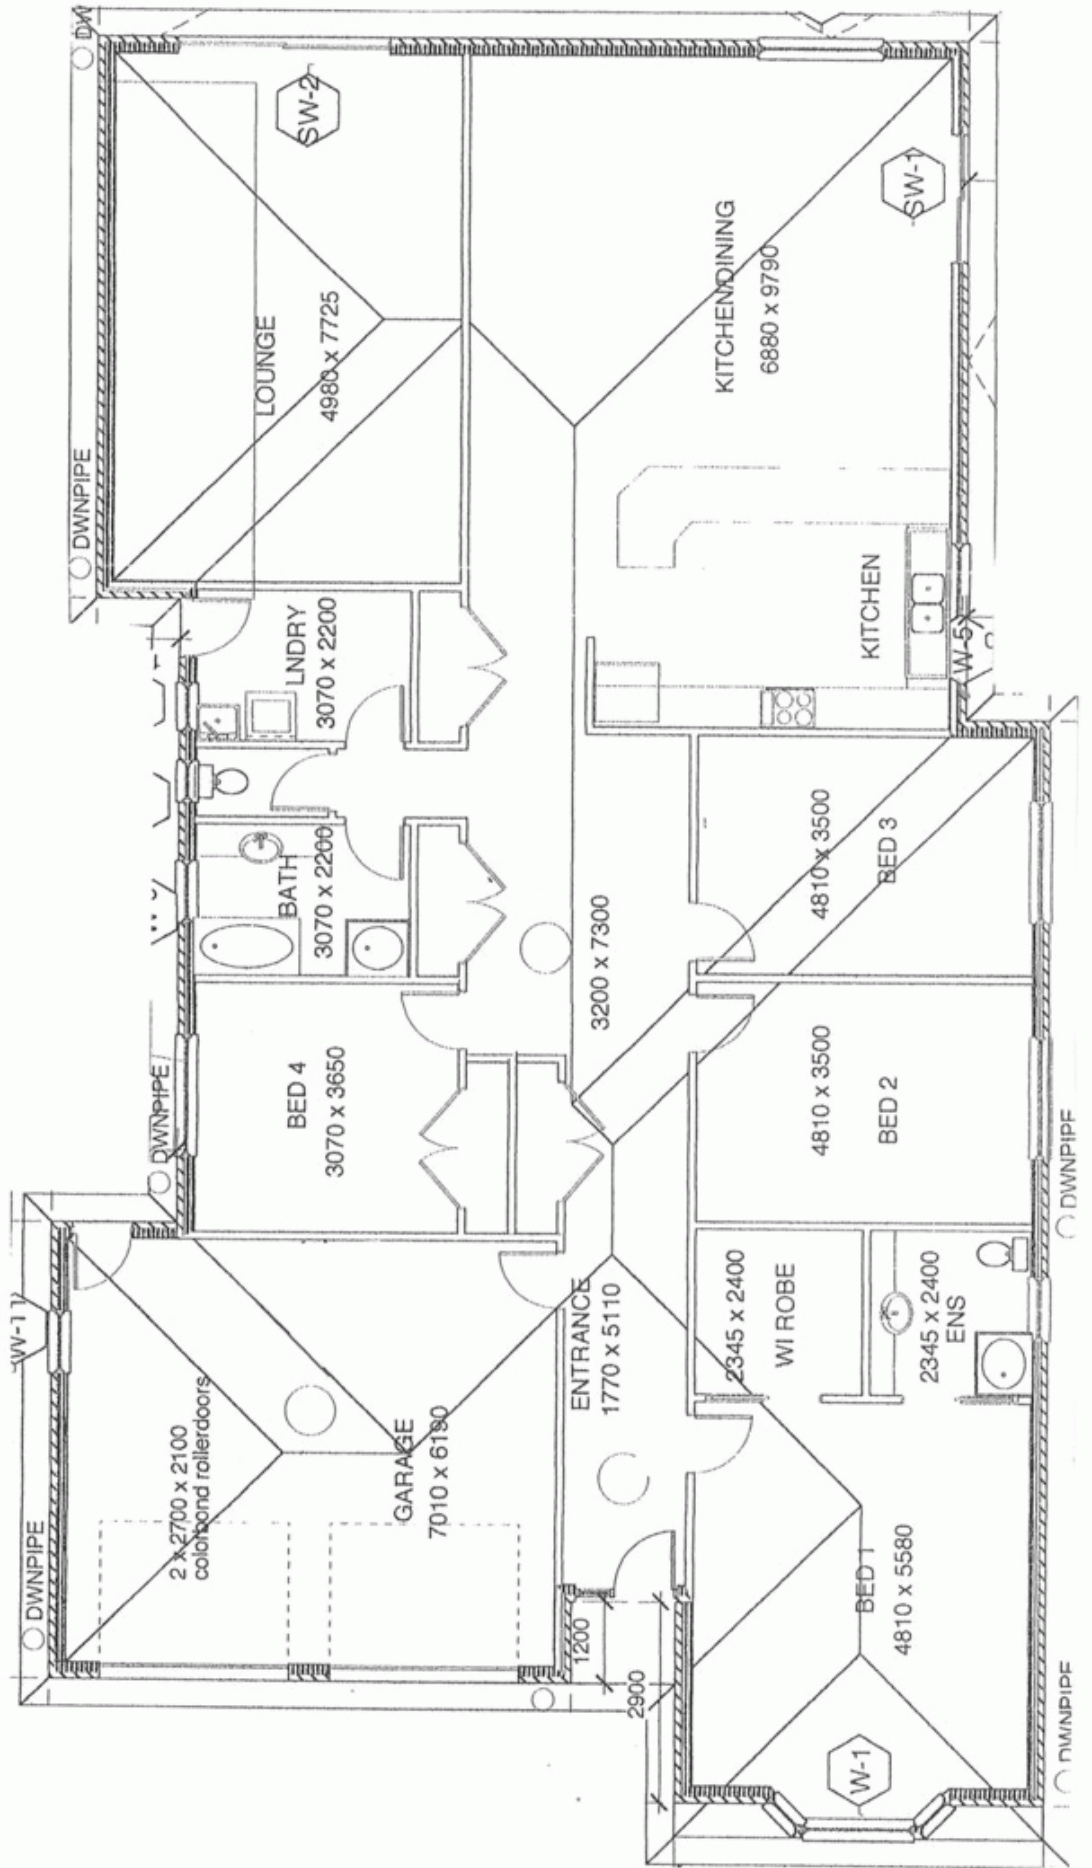 DW
DWNPIPE
SW-2
LOUNGE
4980 x 7725
SW-1
KITCHEN/DINING
6880 x 9790
KITCHEN
W-5
LNDRY
3070 x 2200
BATH
3070 x 2200
3200 x 7300
4810 x 3500
BED 3
DWNPIPE
BED 4
3070 x 3650
4810 x 3500
BED 2
DWNPIPE
W-11
2 x 2700 x 2100
colorbond rollerdoors
GARAGE
7010 x 6190
ENTRANCE
1770 x 5110
2345 x 2400
WI ROBE
2345 x 2400
ENS
DWNPIPE
1200
2900
BED 1
4810 x 5580
W-1
DWNPIPE